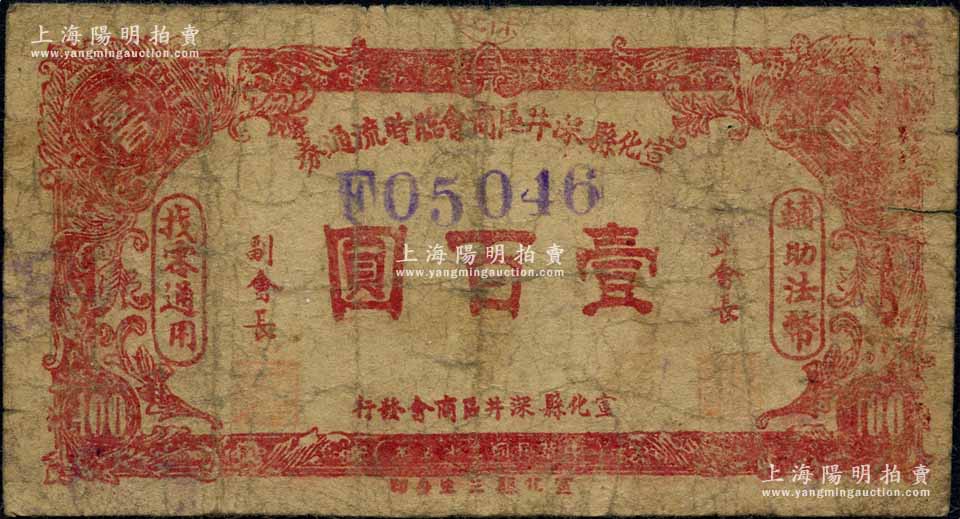 上海陽明拍賣
www.yangmingauction.com
宣化縣深井區商會臨時流通券
F05046
壹百圓
輔助法幣
找零通用
會長
副會長
上海陽明拍賣
www.yangmingauction.com
宣化縣深井區商會發行
100
100
宣化縣
上海陽明拍賣
www.yangmingauction.com